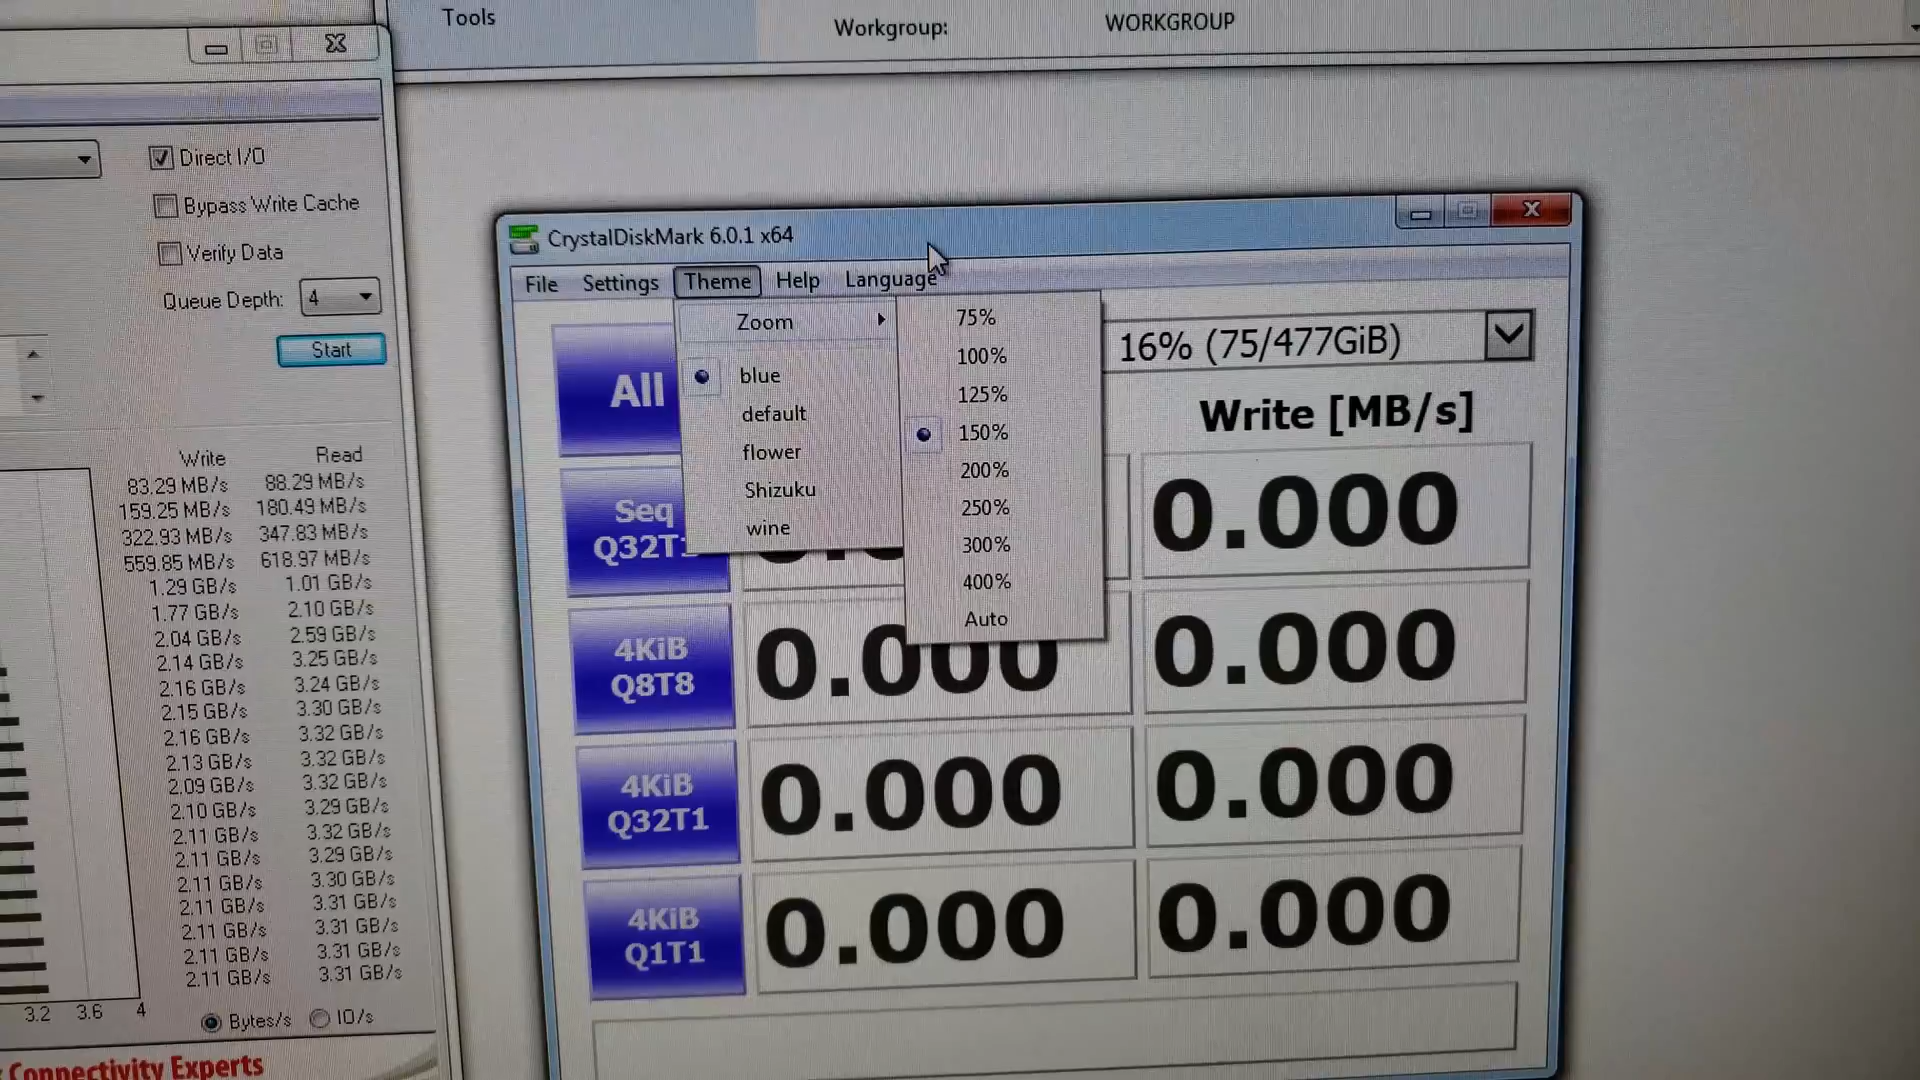 Tools
Workgroup: WORKGROUP
Direct I/O
Bypass Write Cache
Verify Data
Queue Depth: 4
Start
Write Read
83.29 MB/s 88.29 MB/s
159.25 MB/s 180.49 MB/s
322.93 MB/s 347.83 MB/s
559.85 MB/s 618.97 MB/s
1.29 GB/s 1.01 GB/s
1.77 GB/s 2.10 GB/s
2.04 GB/s 2.59 GB/s
2.14 GB/s 3.25 GB/s
2.16 GB/s 3.24 GB/s
2.15 GB/s 3.30 GB/s
2.16 GB/s 3.32 GB/s
2.13 GB/s 3.32 GB/s
2.09 GB/s 3.32 GB/s
2.10 GB/s 3.29 GB/s
2.11 GB/s 3.32 GB/s
2.11 GB/s 3.29 GB/s
2.11 GB/s 3.30 GB/s
2.11 GB/s 3.31 GB/s
2.11 GB/s 3.31 GB/s
2.11 GB/s 3.31 GB/s
2.11 GB/s 3.31 GB/s
3.2 3.6 4
Bytes/s IO/s
Connectivity Experts
CrystalDiskMark 6.0.1 x64
File Settings Theme Help Language
Zoom
blue
default
flower
Shizuku
wine
75%
100%
125%
150%
200%
250%
300%
400%
Auto
16% (75/477GiB)
All
Write [MB/s]
Seq
Q32T1
0.000
4KiB
Q8T8
0.000 0.000
4KiB
Q32T1
0.000 0.000
4KiB
Q1T1
0.000 0.000